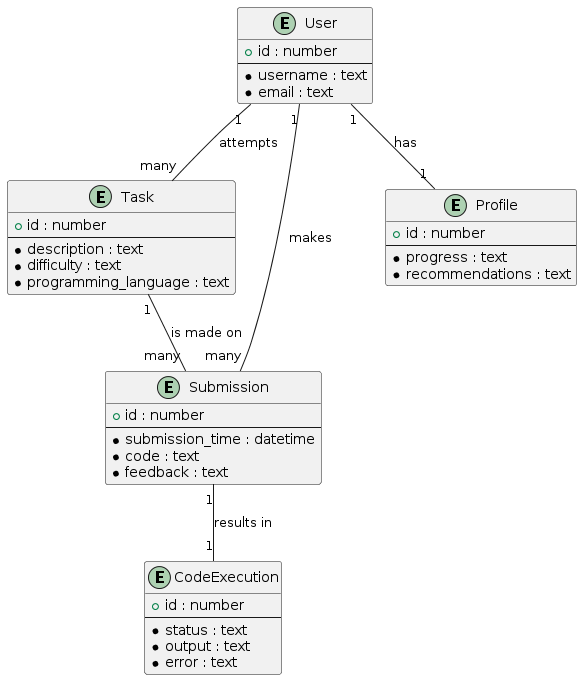 E User
id : number
username : text
email : text
1
1
1
attempts
has
many
1
E Task
id : number
description : text
difficulty : text
programming_language : text
E Profile
id : number
progress : text
recommendations : text
makes
1
is made on
many
many
E Submission
id : number
submission_time : datetime
code : text
feedback : text
1
results in
1
E CodeExecution
id : number
status : text
output : text
error : text